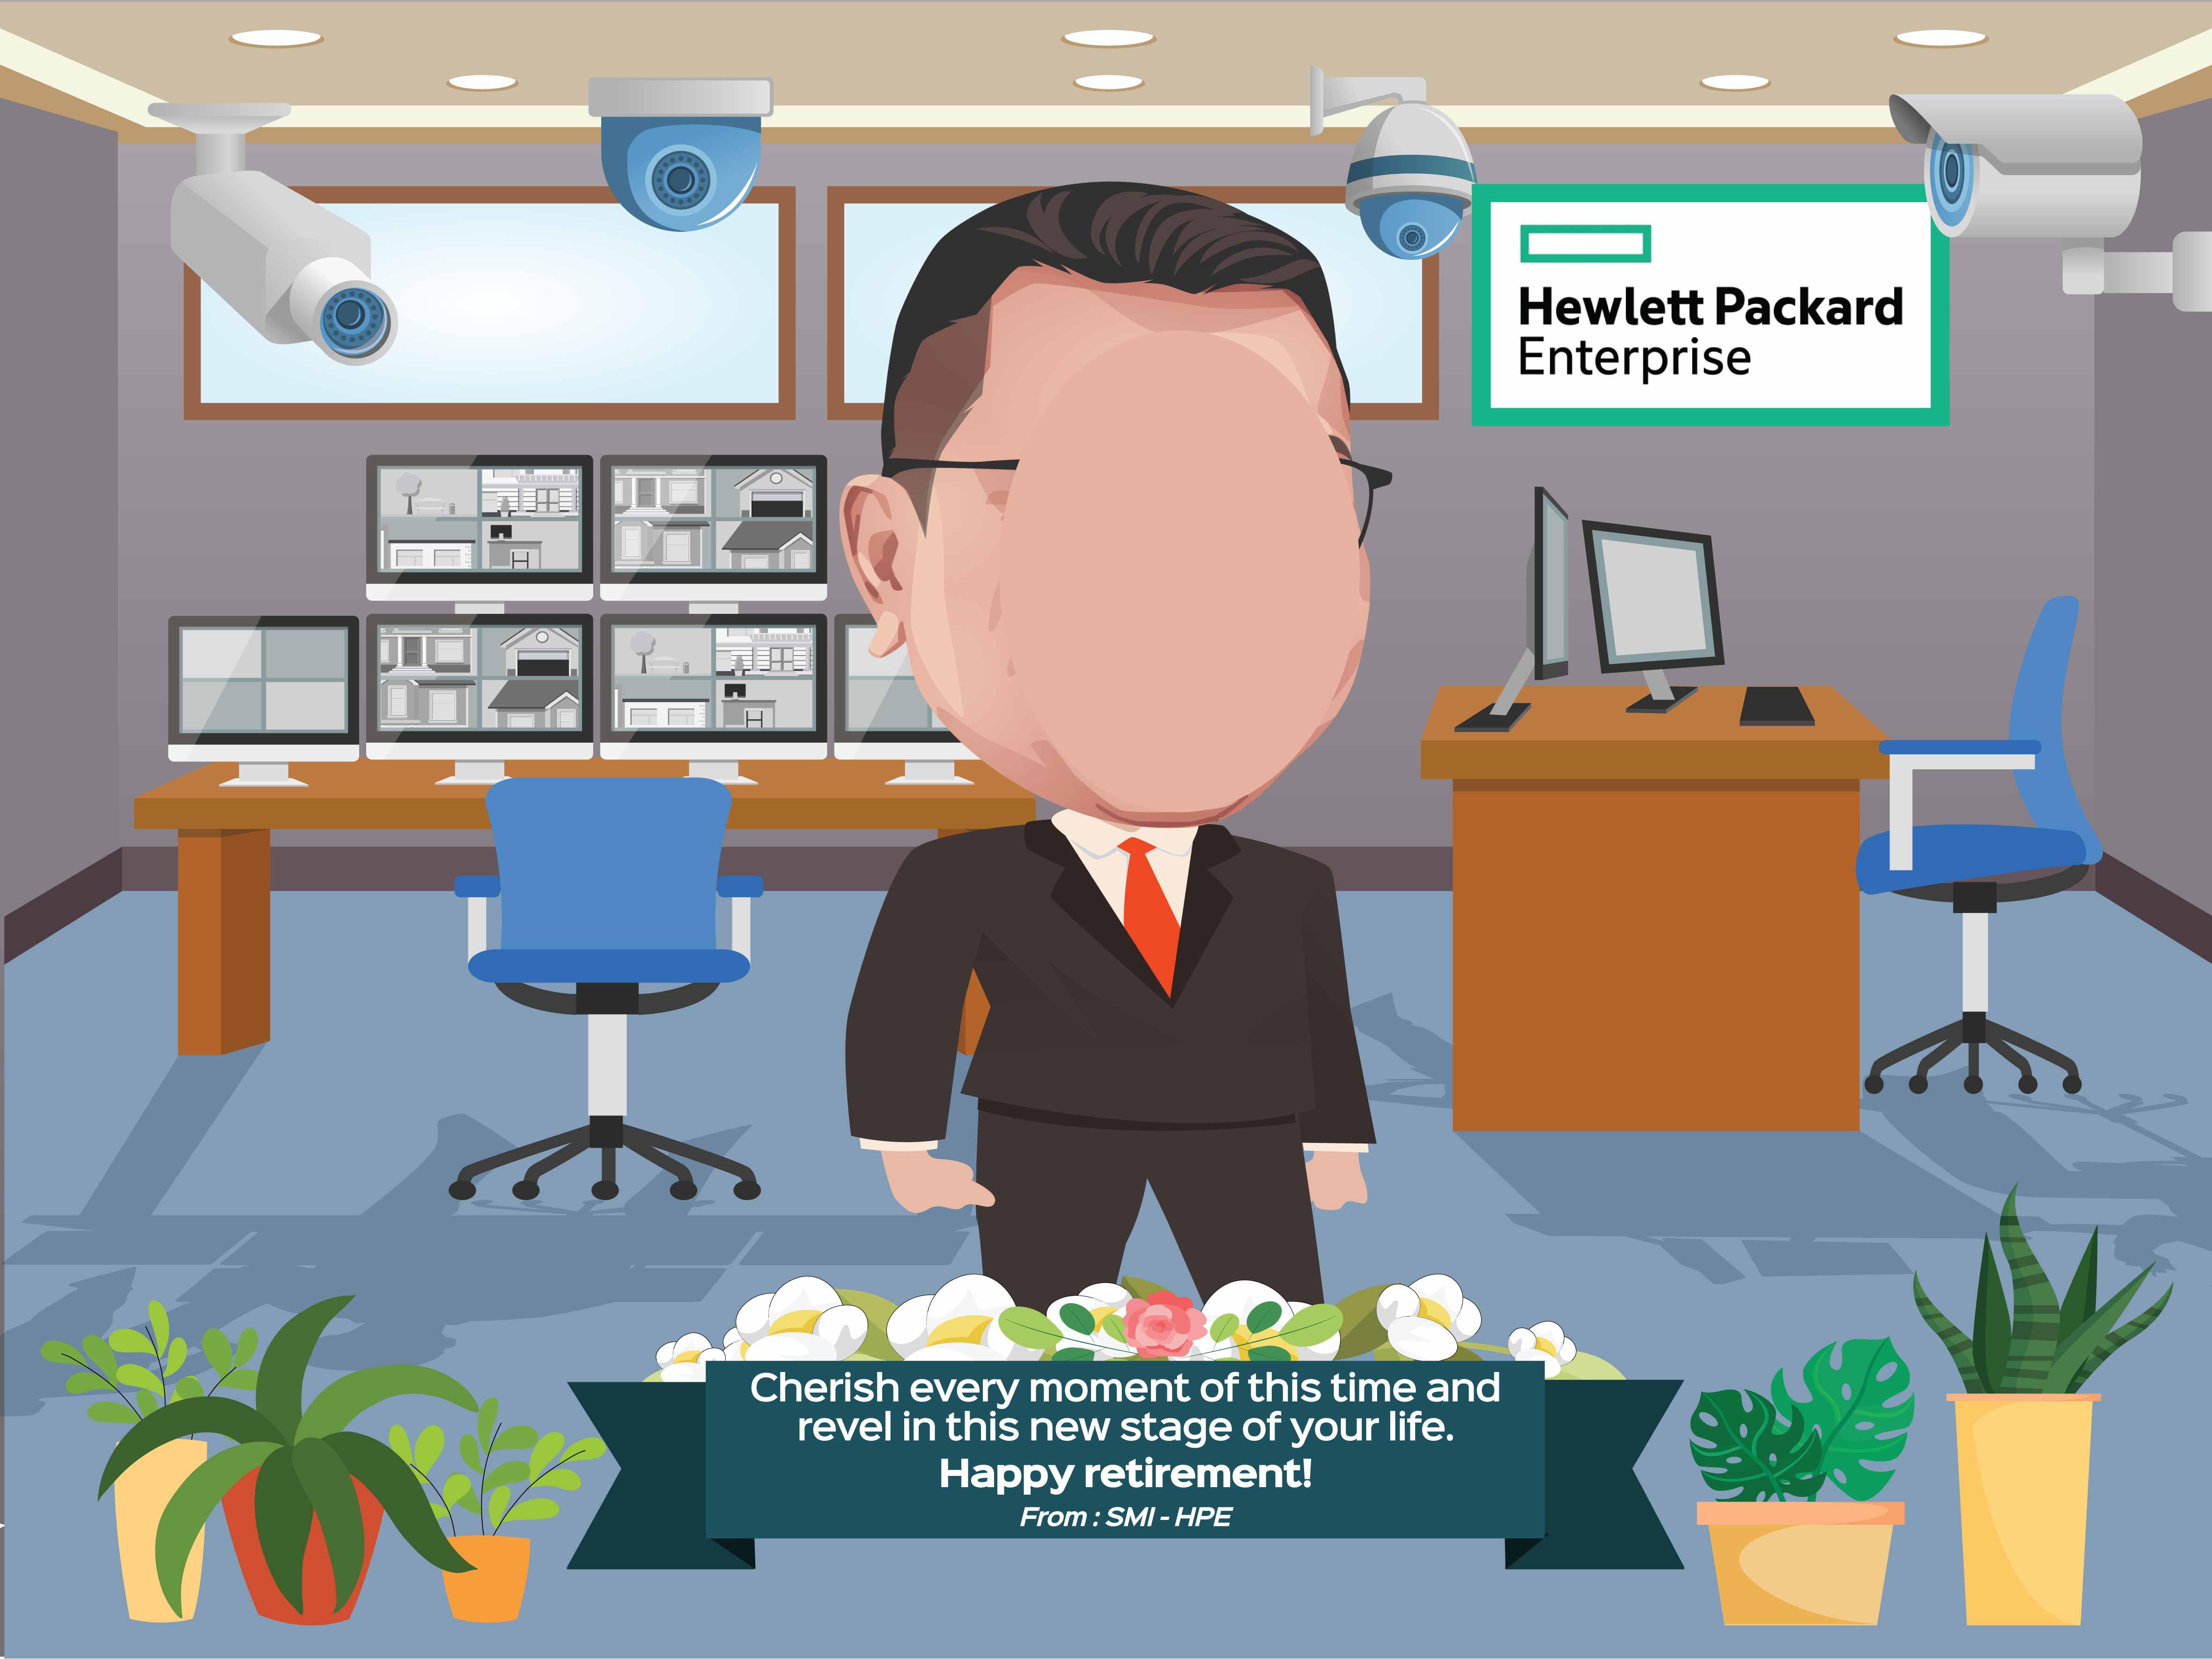 Hewlett Packard
Enterprise
Cherish every moment of this time and
revel in this new stage of your life.
Happy retirement!
From : SMI - HPE